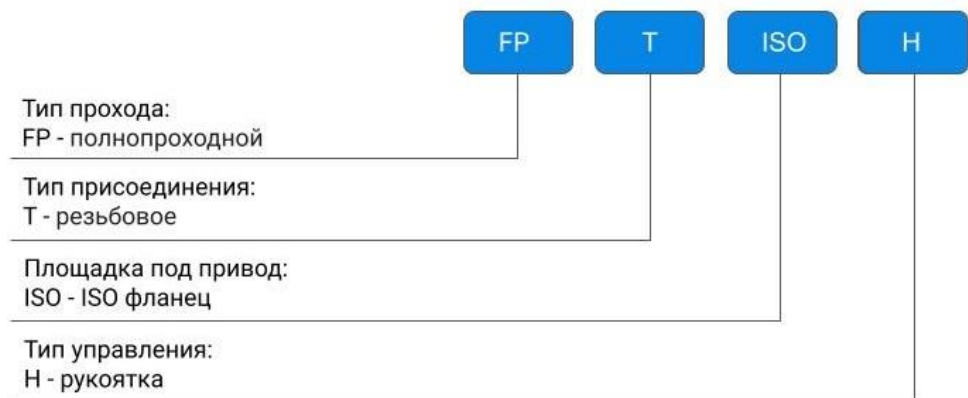 FP T ISO H
Тип прохода:
FP - полнопроходной
Тип присоединения:
Т - резьбовое
Площадка под привод:
ISO - ISO фланец
Тип управления:
Н - рукоятка